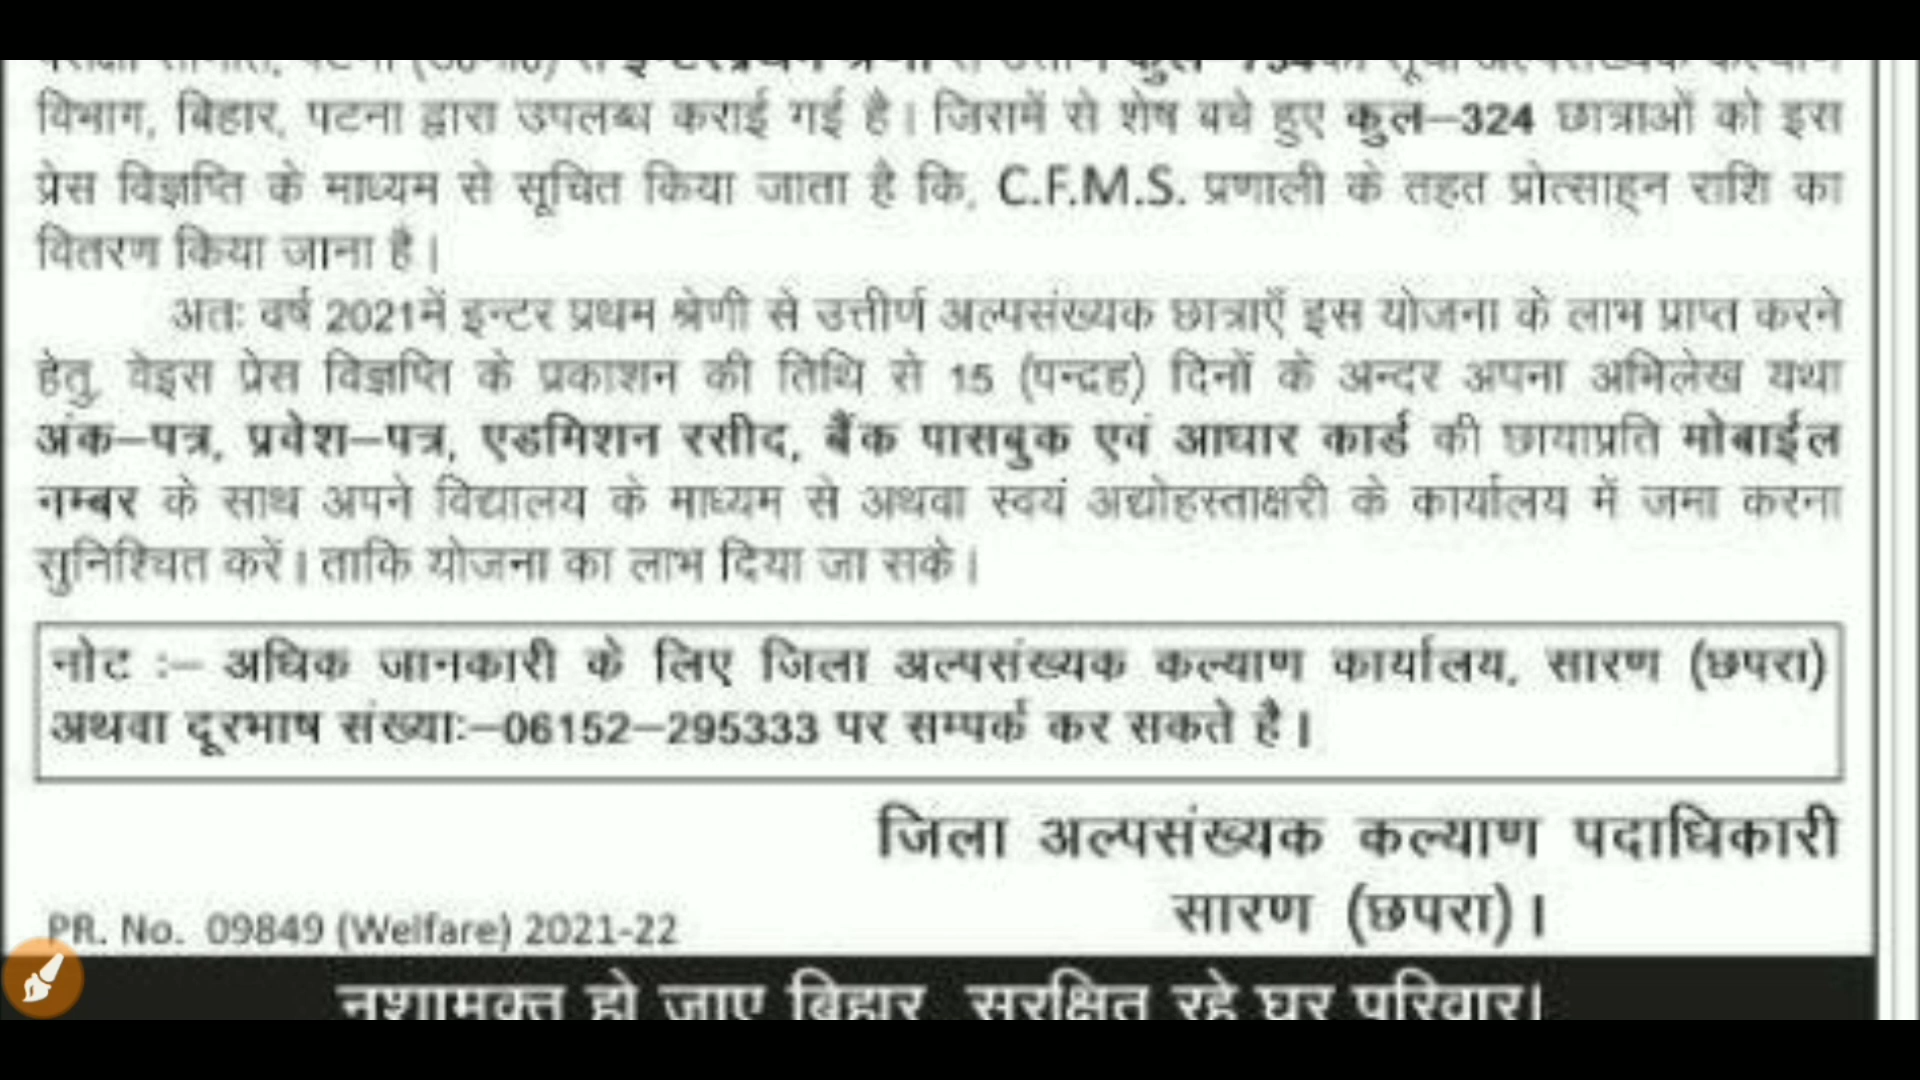 विभाग, बिहार, पटना द्वारा उपलब्ध कराई गई है। जिसमें से शेष बचे हुए कुल–324 छात्राओं को इस
प्रेस विज्ञप्ति के माध्यम से सूचित किया जाता है कि, C.F.M.S. प्रणाली के तहत प्रोत्साहन राशि का
वितरण किया जाना है।
अतः वर्ष 2021में इन्टर प्रथम श्रेणी से उत्तीर्ण अल्पसंख्यक छात्राएँ इस योजना के लाभ प्राप्त करने
हेतु, वेइस प्रेस विज्ञप्ति के प्रकाशन की तिथि से 15 (पन्दह) दिनों के अन्दर अपना अभिलेख यथा
अंक–पत्र, प्रवेश–पत्र, एडमिशन रसीद, बैंक पासबुक एवं आधार कार्ड की छायाप्रति मोबाईल
नम्बर के साथ अपने विद्यालय के माध्यम से अथवा स्वयं अद्योहस्ताक्षरी के कार्यालय में जमा करना
सुनिश्चित करें। ताकि योजना का लाभ दिया जा सके।
नोट :– अधिक जानकारी के लिए जिला अल्पसंख्यक कल्याण कार्यालय, सारण (छपरा)
अथवा दूरभाष संख्याः–06152–295333 पर सम्पर्क कर सकते है।
जिला अल्पसंख्यक कल्याण पदाधिकारी
सारण (छपरा)।
PR. No. 09849 (Welfare) 2021-22
नशामुक्त हो जाए बिहार, सुरक्षित रहे घर परिवार।